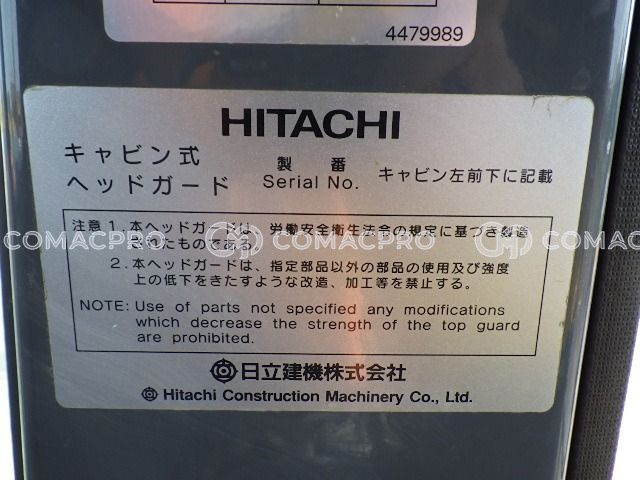 4479989
HITACHI
キャビン式 製番 キャビン左前下に記載
ヘッドガード Serial No.
注意 1. 本ヘッドガードは、労働安全衛生法令の規定に基づき製造
されたものである。
2. 本ヘッドガードは、指定部品以外の部品の使用及び強度
上の低下をきたすような改造、加工等を禁止する。
NOTE: Use of parts not specified any modifications
which decrease the strength of the top guard
are prohibited.
日立建機株式会社
Hitachi Construction Machinery Co., Ltd.
COMACPRO COMACPRO COMACPRO